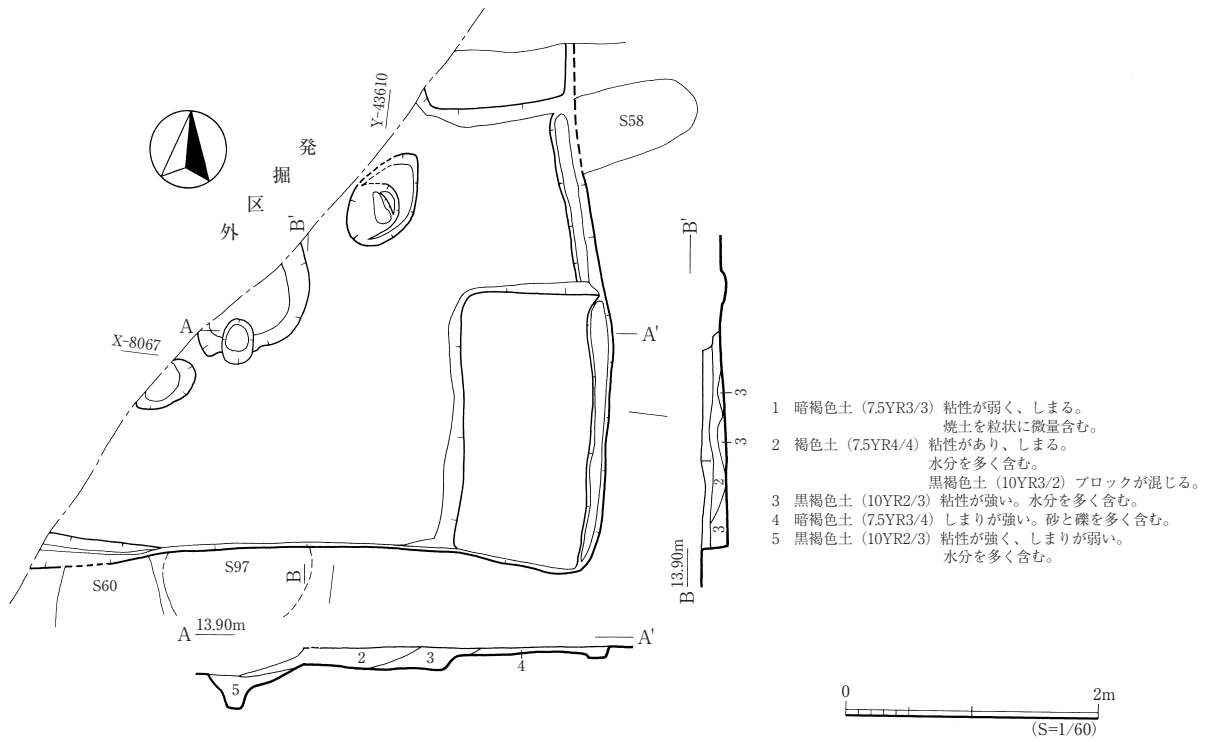 Y-43610
S58
発
掘
区
外
B'
A
A'
X-8067
B'
3
3
1
2
3
B 13.90m
1 暗褐色土（7.5YR3/3）粘性が弱く、しまる。
焼土を粒状に微量含む。
2 褐色土（7.5YR4/4）粘性があり、しまる。
水分を多く含む。
黒褐色土（10YR3/2）ブロックが混じる。
3 黒褐色土（10YR2/3）粘性が強い。水分を多く含む。
4 暗褐色土（7.5YR3/4）しまりが強い。砂と礫を多く含む。
5 黒褐色土（10YR2/3）粘性が強く、しまりが弱い。
水分を多く含む。
S60
S97
B
A 13.90m
A'
2
3
4
5
0
2m
(S=1/60)